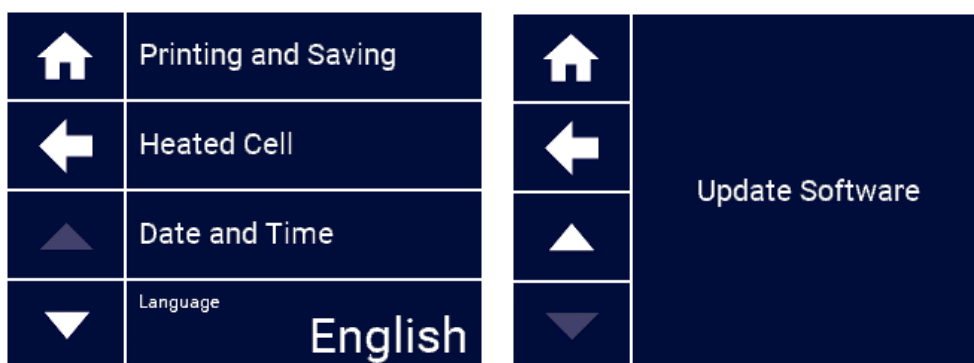 Printing and Saving
Heated Cell
Date and Time
Language
English
Update Software